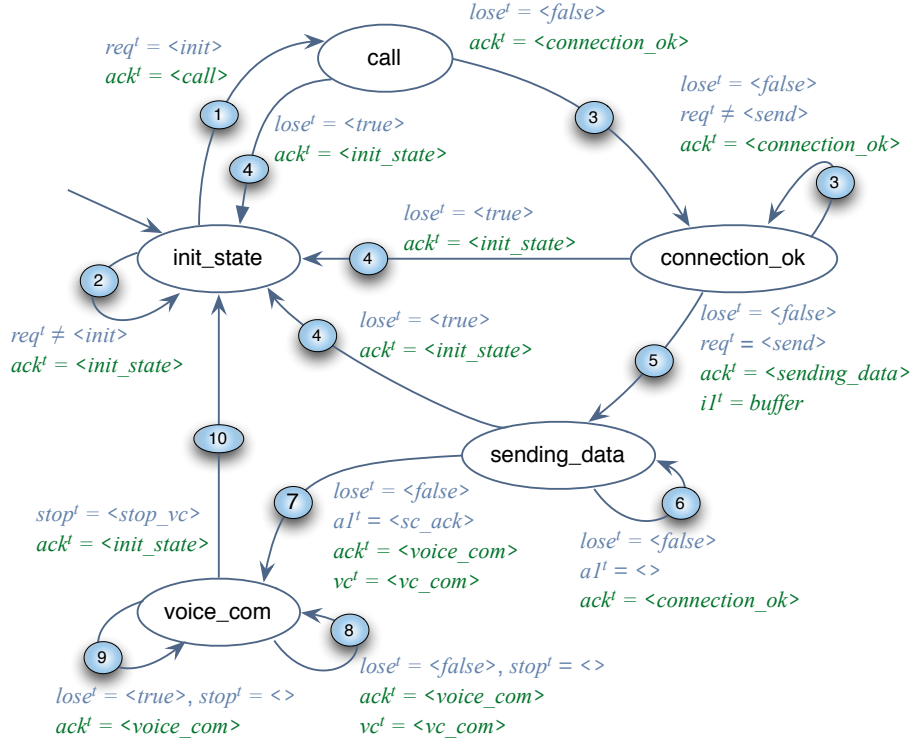 lose^t = <false>
ack^t = <connection_ok>
req^t = <init>
ack^t = <call>
call
1
3
lose^t = <true>
ack^t = <init_state>
4
lose^t = <false>
req^t ≠ <send>
ack^t = <connection_ok>
3
lose^t = <true>
ack^t = <init_state>
4
init_state
connection_ok
2
req^t ≠ <init>
ack^t = <init_state>
lose^t = <true>
ack^t = <init_state>
4
lose^t = <false>
req^t = <send>
ack^t = <sending_data>
i1^t = buffer
5
10
sending_data
7
lose^t = <false>
a1^t = <sc_ack>
ack^t = <voice_com>
vc^t = <vc_com>
6
lose^t = <false>
a1^t = <>
ack^t = <connection_ok>
stop^t = <stop_vc>
ack^t = <init_state>
voice_com
9
8
lose^t = <true>, stop^t = <>
ack^t = <voice_com>
lose^t = <false>, stop^t = <>
ack^t = <voice_com>
vc^t = <vc_com>